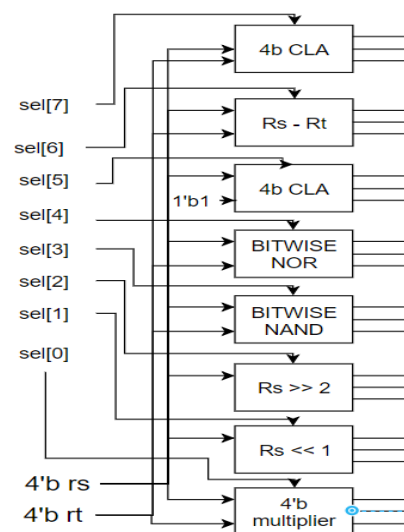 sel[7]
4b CLA
sel[6]
Rs - Rt
sel[5]
4b CLA
1'b1
sel[4]
BITWISE
NOR
sel[3]
BITWISE
NAND
sel[2]
sel[1]
sel[0]
Rs >> 2
Rs << 1
4'b rs
4'b rt
4'b
multiplier